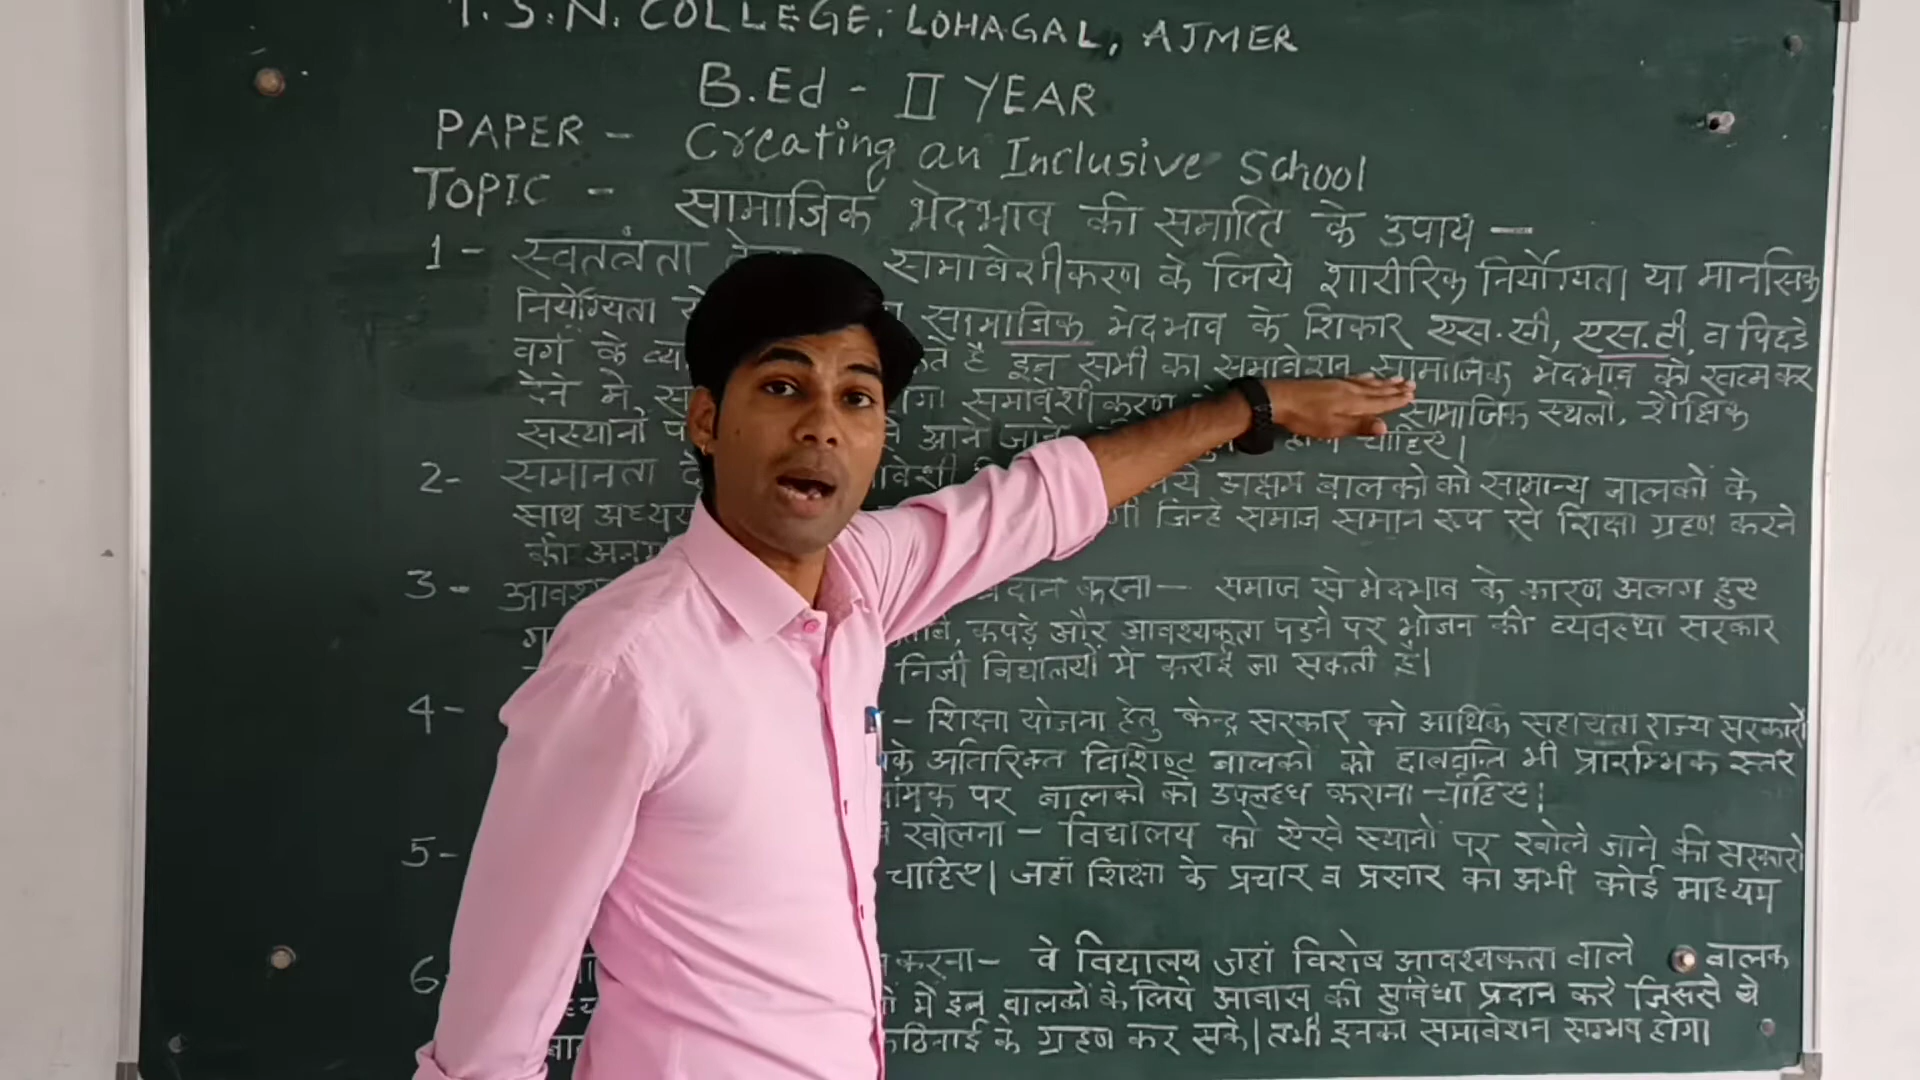 T. S. N. COLLEGE, LOHAGAL, AJMER
B.Ed - II YEAR
PAPER - Creating an Inclusive School
TOPIC - सामाजिक भेदभाव की समाप्ति के उपाय -
1 - स्वतन्त्रता समावेशीकरण के लिये शारीरिक निर्योग्यता या मानसिक
निर्योग्यता सामाजिक भेदभाव के शिकार एस.सी, एस.टी, व पिछडे
वर्ग के है इन सभी का समावेशन सामाजिक भेदभाव को खत्म कर
देने मे समावेशीकरण सामाजिक स्थलो, शैक्षिक
संस्थानो आने जाने चाहिए।
2- समानता अक्षम बालको को सामान्य बालकों के
साथ जिन्हे समाज समान रूप से शिक्षा ग्रहण करने
की
3 - प्रदान करना - समाज से भेदभाव के कारण अलग हुए
कपड़े और आवश्यकता पड़ने पर भोजन की व्यवस्था सरकार
निजी विद्यालयों मे कराई जा सकती है।
4 - - शिक्षा योजना हेतु केन्द्र सरकार को आर्थिक सहायता राज्य सरकारो
के अतिरिक्त विशिष्ट बालको को छात्रवृत्ति भी प्रारम्भिक स्तर
पर बालको को उपलब्ध कराना चाहिए।
5 - खोलना - विद्यालय को ऐसे स्थानों पर खोले जाने की सरकारो
चाहिए। जहां शिक्षा के प्रचार व प्रसार का अभी कोई माध्यम
6 करना - वे विद्यालय जहां विशेष आवश्यकता वाले बालक
में इन बालकों के लिये आवास की सुविधा प्रदान करे जिससे ये
कठिनाई के ग्रहण कर सके। तभी इनका समावेशन सम्भव होगा